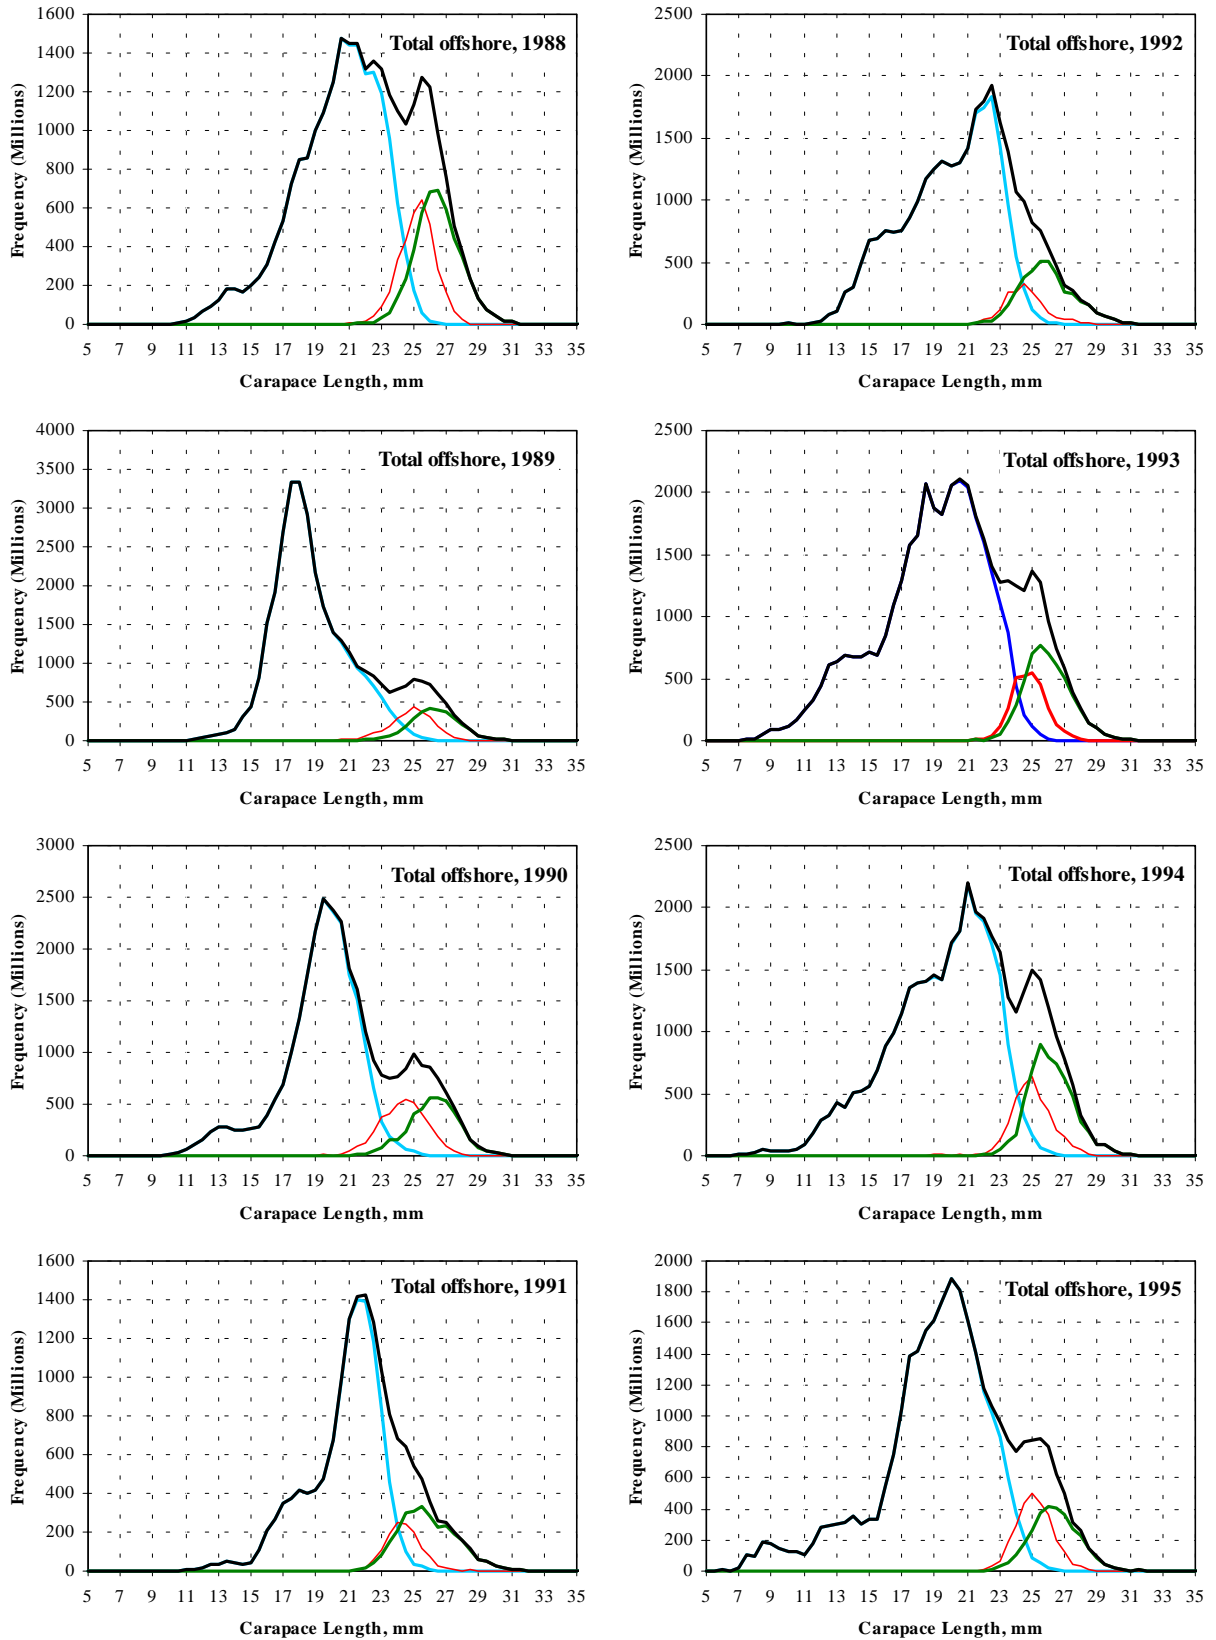 Total offshore, 1988
Frequency (Millions)
1600
1400
1200
1000
800
600
400
200
0
5 7 9 11 13 15 17 19 21 23 25 27 29 31 33 35
Carapace Length, mm
Total offshore, 1992
Frequency (Millions)
2500
2000
1500
1000
500
0
5 7 9 11 13 15 17 19 21 23 25 27 29 31 33 35
Carapace Length, mm
Total offshore, 1989
Frequency (Millions)
4000
3500
3000
2500
2000
1500
1000
500
0
5 7 9 11 13 15 17 19 21 23 25 27 29 31 33 35
Carapace Length, mm
Total offshore, 1993
Frequency (Millions)
2500
2000
1500
1000
500
0
5 7 9 11 13 15 17 19 21 23 25 27 29 31 33 35
Carapace Length, mm
Total offshore, 1990
Frequency (Millions)
3000
2500
2000
1500
1000
500
0
5 7 9 11 13 15 17 19 21 23 25 27 29 31 33 35
Carapace Length, mm
Total offshore, 1994
Frequency (Millions)
2500
2000
1500
1000
500
0
5 7 9 11 13 15 17 19 21 23 25 27 29 31 33 35
Carapace Length, mm
Total offshore, 1991
Frequency (Millions)
1600
1400
1200
1000
800
600
400
200
0
5 7 9 11 13 15 17 19 21 23 25 27 29 31 33 35
Carapace Length, mm
Total offshore, 1995
Frequency (Millions)
2000
1800
1600
1400
1200
1000
800
600
400
200
0
5 7 9 11 13 15 17 19 21 23 25 27 29 31 33 35
Carapace Length, mm